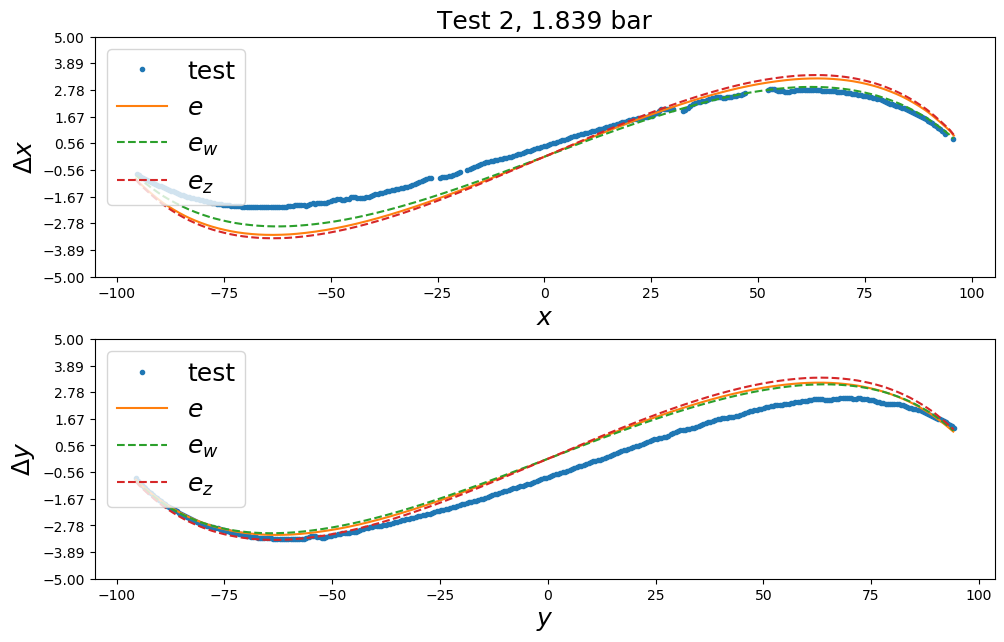 Test 2, 1.839 bar
Δx
5.00
3.89
2.78
1.67
0.56
−0.56
−1.67
−2.78
−3.89
−5.00
test
e
e_w
e_z
−100 −75 −50 −25 0 25 50 75 100
x
Δy
5.00
3.89
2.78
1.67
0.56
−0.56
−1.67
−2.78
−3.89
−5.00
test
e
e_w
e_z
−100 −75 −50 −25 0 25 50 75 100
y